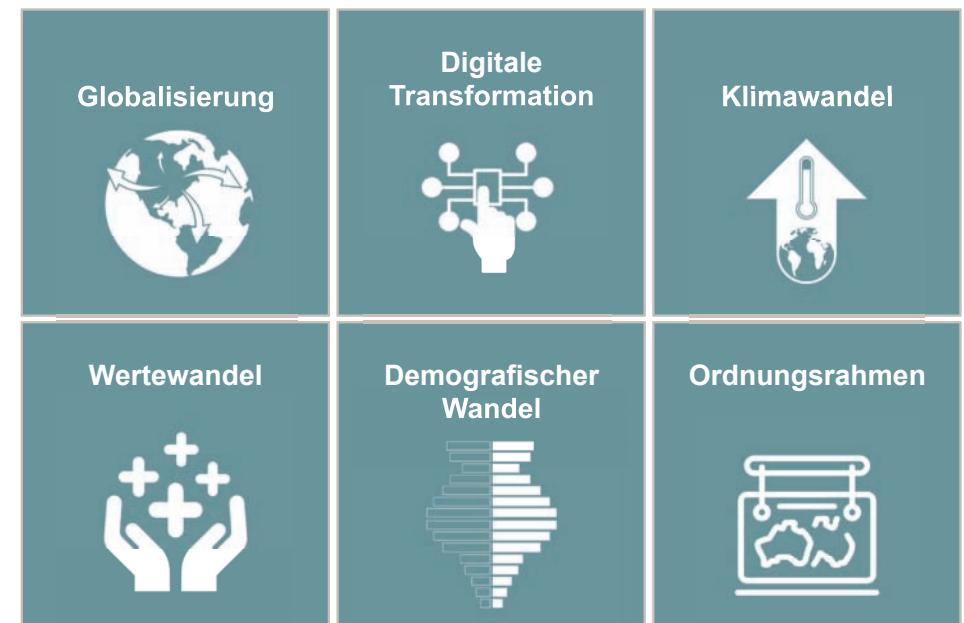 Globalisierung
Digitale
Transformation
Klimawandel
Wertewandel
Demografischer
Wandel
Ordnungsrahmen